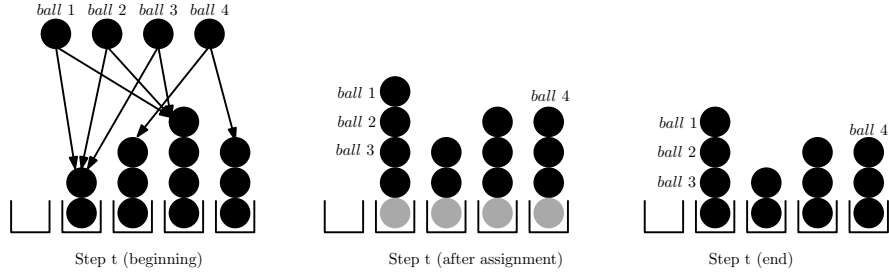 ball 1 ball 2 ball 3 ball 4
ball 1
ball 2
ball 3
ball 4
ball 1
ball 2
ball 3
ball 4
Step t (beginning)
Step t (after assignment)
Step t (end)